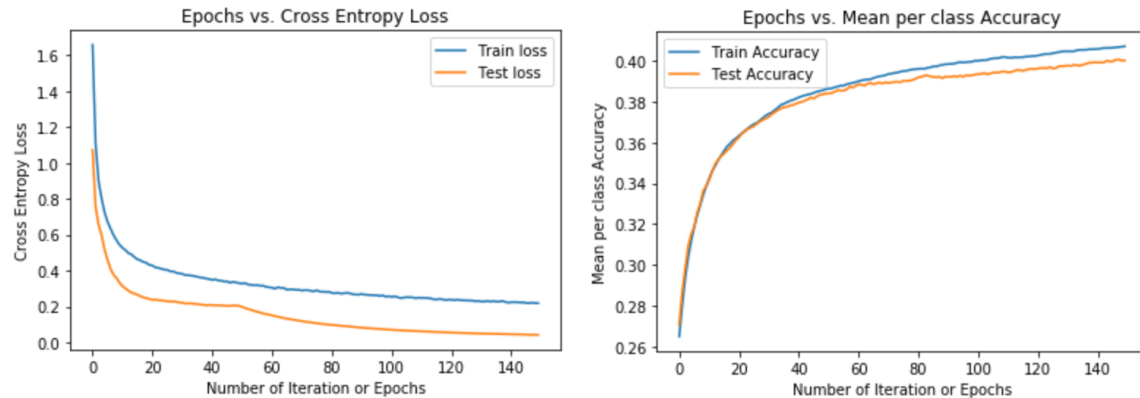 Epochs vs. Cross Entropy Loss
1.6
1.4
1.2
1.0
0.8
0.6
0.4
0.2
0.0
Cross Entropy Loss
Train loss
Test loss
0 20 40 60 80 100 120 140
Number of Iteration or Epochs
Epochs vs. Mean per class Accuracy
0.40
0.38
0.36
0.34
0.32
0.30
0.28
0.26
Mean per class Accuracy
Train Accuracy
Test Accuracy
0 20 40 60 80 100 120 140
Number of Iteration or Epochs